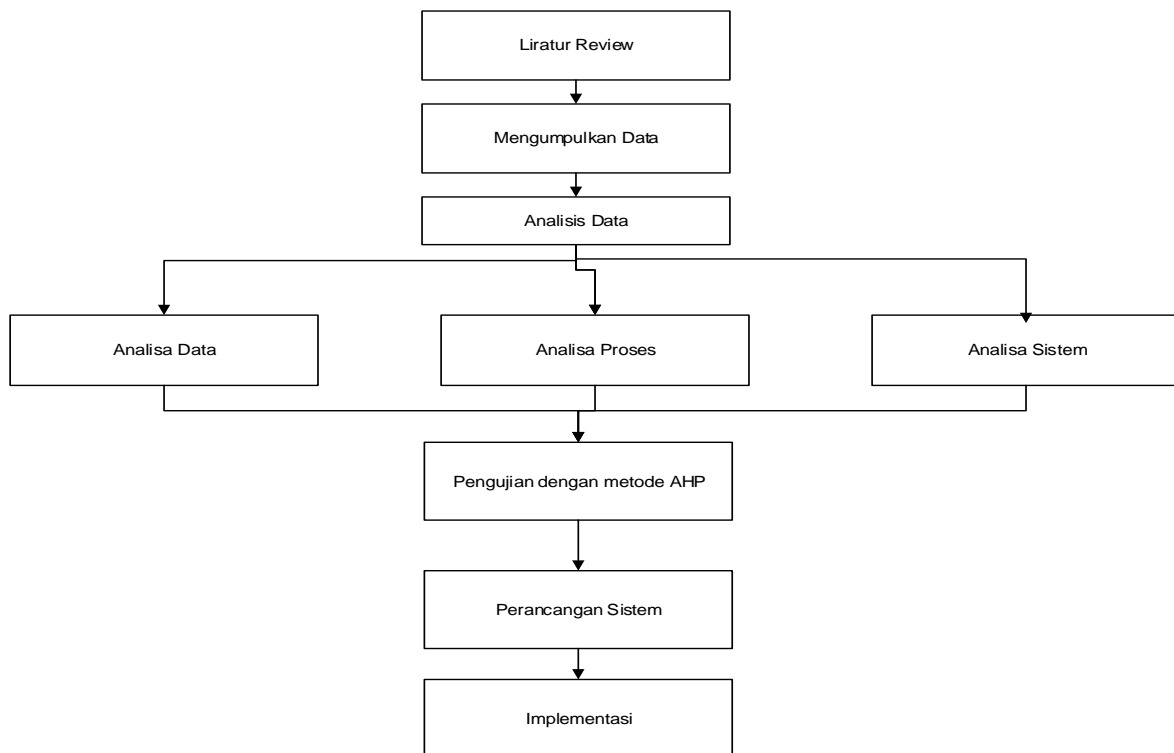 Liratur Review
Mengumpulkan Data
Analisis Data
Analisa Data
Analisa Proses
Analisa Sistem
Pengujian dengan metode AHP
Perancangan Sistem
Implementasi